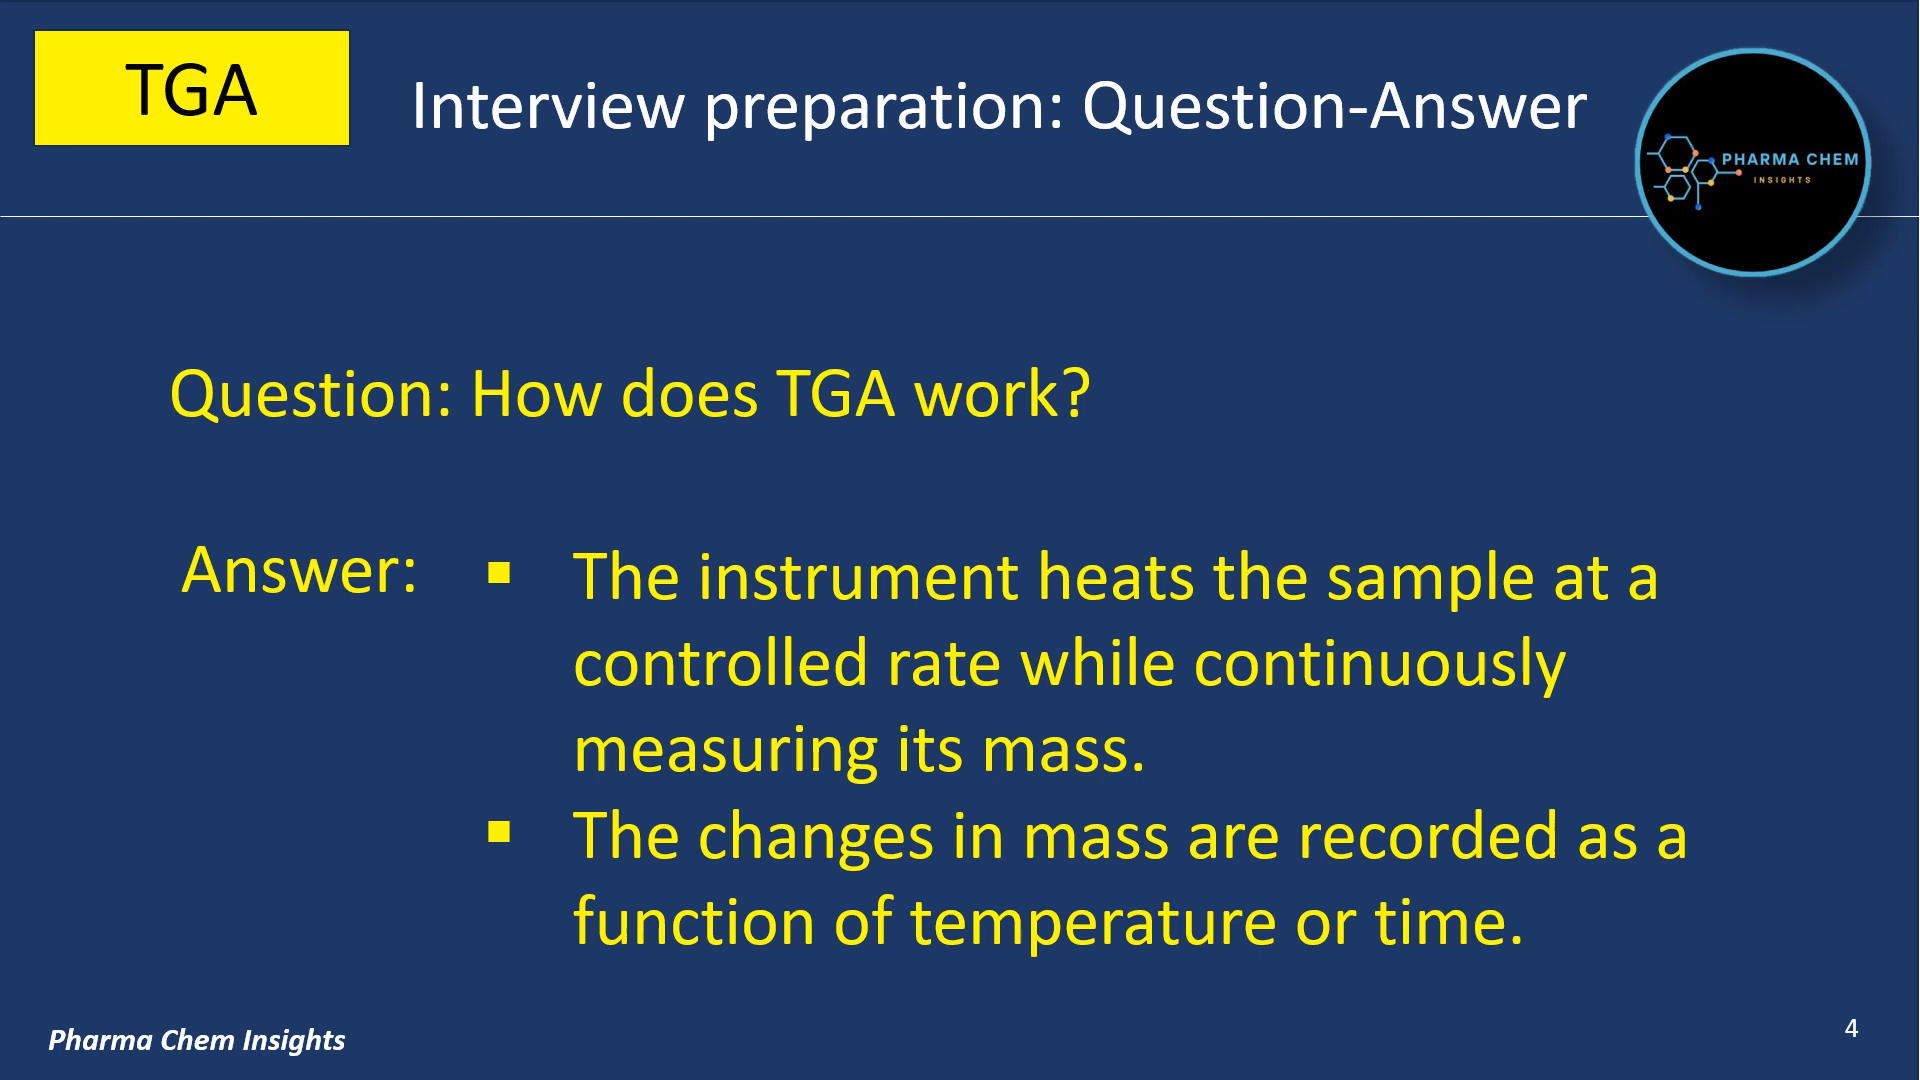 TGA
Interview preparation: Question-Answer
PHARMA CHEM
INSIGHTS
Question: How does TGA work?
Answer:
▪ The instrument heats the sample at a
controlled rate while continuously
measuring its mass.
▪ The changes in mass are recorded as a
function of temperature or time.
Pharma Chem Insights
4